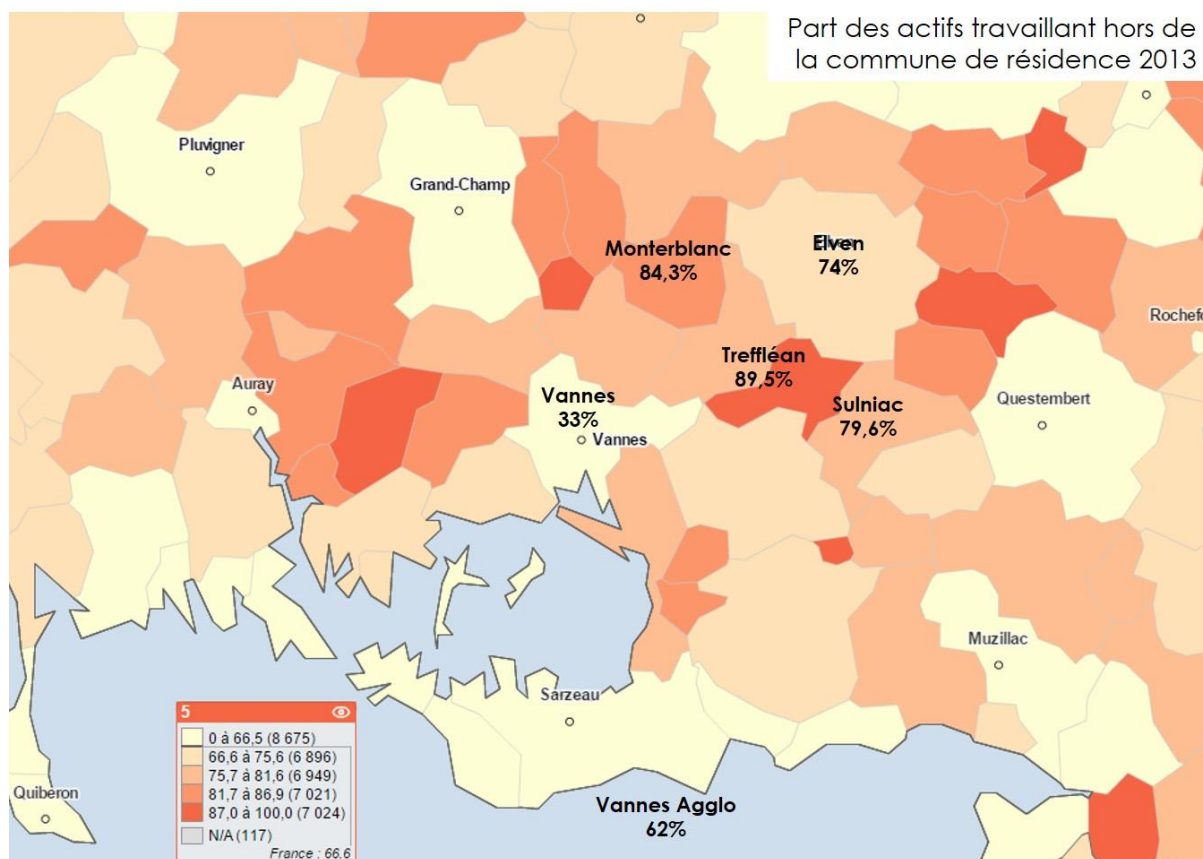 Part des actifs travaillant hors de
la commune de résidence 2013
Pluvigner
Grand-Champ
Monterblanc
84,3%
Elven
74%
Rochefo
Treffléan
89,5%
Auray
Vannes
33%
Vannes
Sulniac
79,6%
Questembert
Muzillac
Sarzeau
5
0 à 66,5 (8 675)
66,6 à 75,6 (6 896)
75,7 à 81,6 (6 949)
81,7 à 86,9 (7 021)
87,0 à 100,0 (7 024)
N/A (117)
France : 66.6
Quiberon
Vannes Agglo
62%